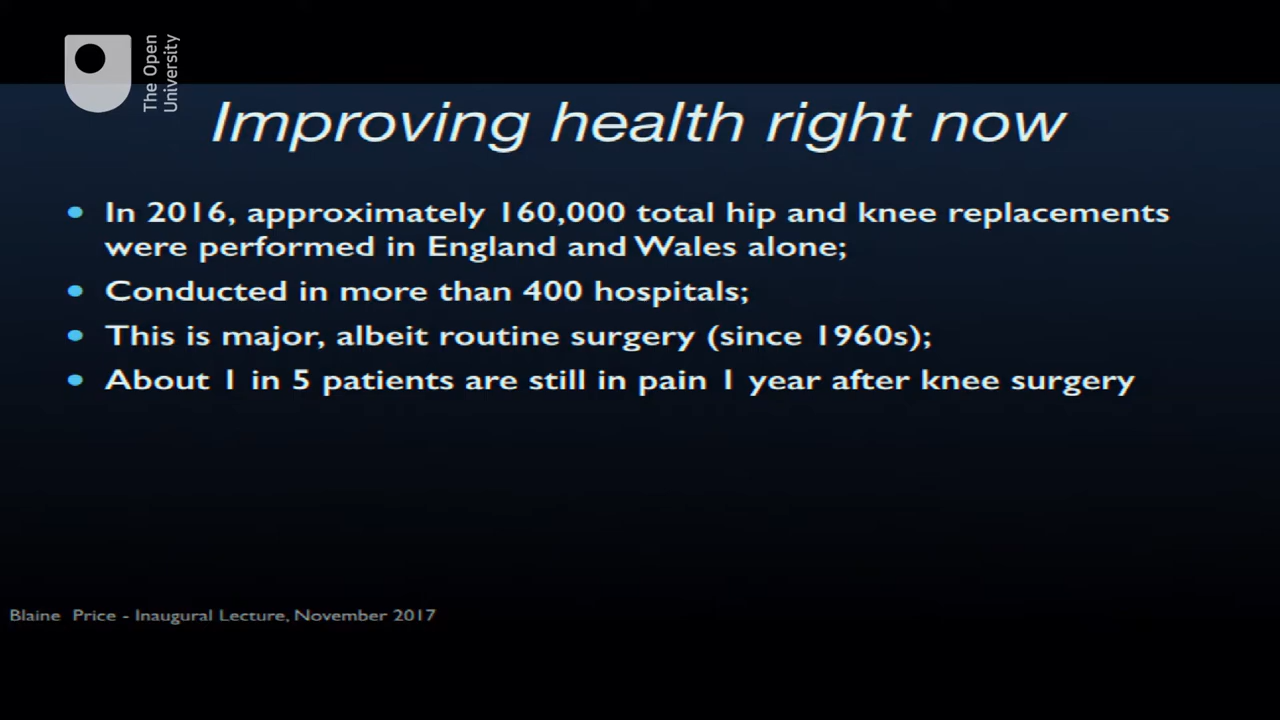 The Open
University
Improving health right now
• In 2016, approximately 160,000 total hip and knee replacements
were performed in England and Wales alone;
• Conducted in more than 400 hospitals;
• This is major, albeit routine surgery (since 1960s);
• About 1 in 5 patients are still in pain 1 year after knee surgery
Blaine Price - Inaugural Lecture, November 2017